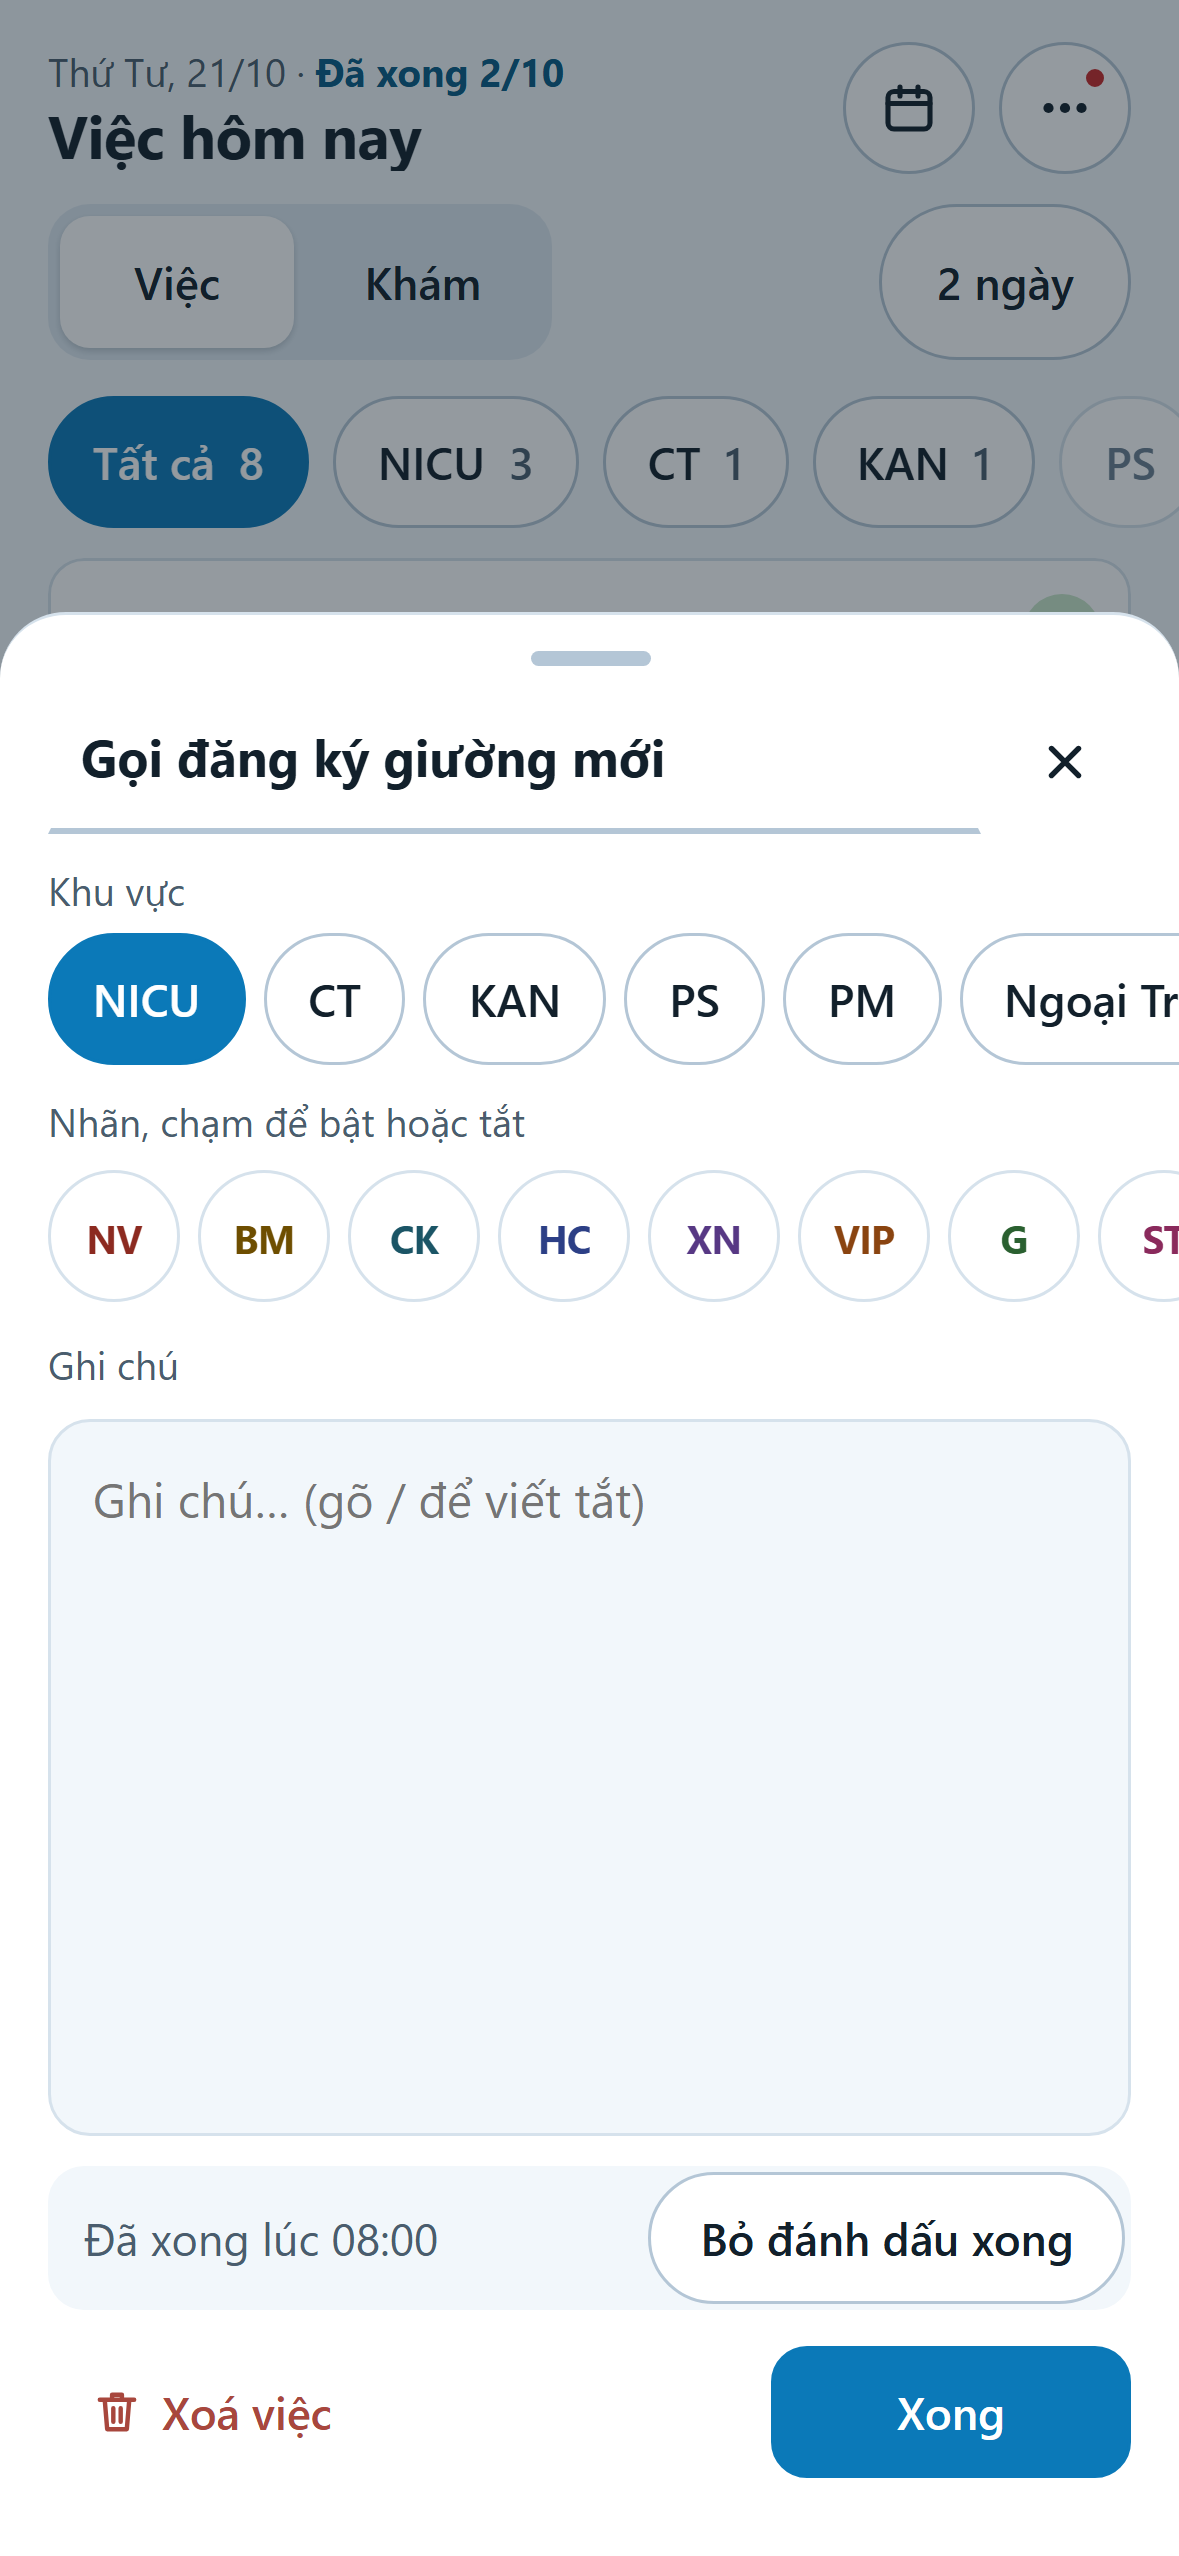 Thứ Tư, 21/10 · Đã xong 2/10
Việc hôm nay
Việc
Khám
2 ngày
Tất cả 8
NICU 3
CT 1
KAN 1
PS
Gọi đăng ký giường mới
Khu vực
NICU
CT
KAN
PS
PM
Ngoại Tr
Nhãn, chạm để bật hoặc tắt
NV
BM
CK
HC
XN
VIP
G
ST
Ghi chú
Ghi chú... (gõ / để viết tắt)
Đã xong lúc 08:00
Bỏ đánh dấu xong
Xoá việc
Xong